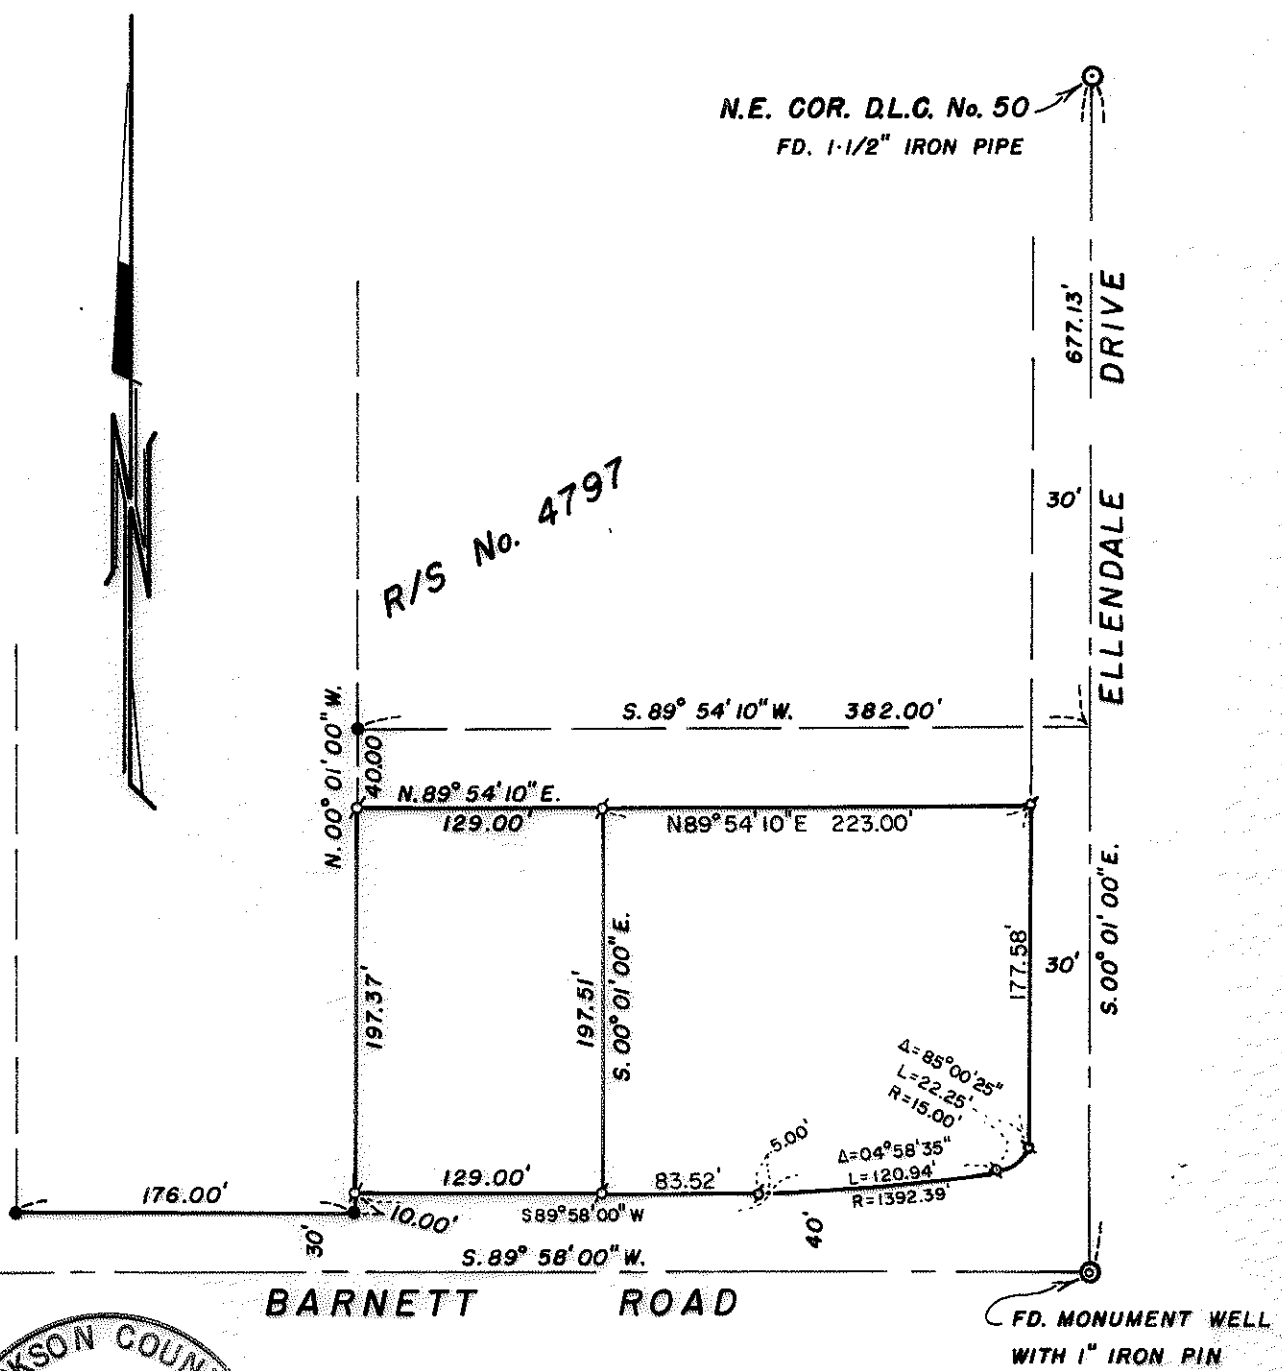 N.E. COR. D.L.C. No. 50
FD. 1-1/2" IRON PIPE
677.13'
DRIVE
30'
ELLENDALE
R/S No. 4797
N
S. 89° 54' 10" W. 382.00'
N. 00° 01' 00" W.
40.00'
N. 89° 54' 10" E.
129.00'
N89° 54' 10" E 223.00'
197.37'
197.51'
S. 00° 01' 00" E.
177.58'
30'
S. 00° 01' 00" E.
Δ=85°00'25"
L=22.25'
R=15.00'
5.00'
Δ=04°58'35"
L=120.94'
R=1392.39'
176.00'
129.00'
83.52'
10.00'
S89°58'00" W
30'
40'
S. 89° 58' 00" W.
BARNETT ROAD
FD. MONUMENT WELL
WITH 1" IRON PIN